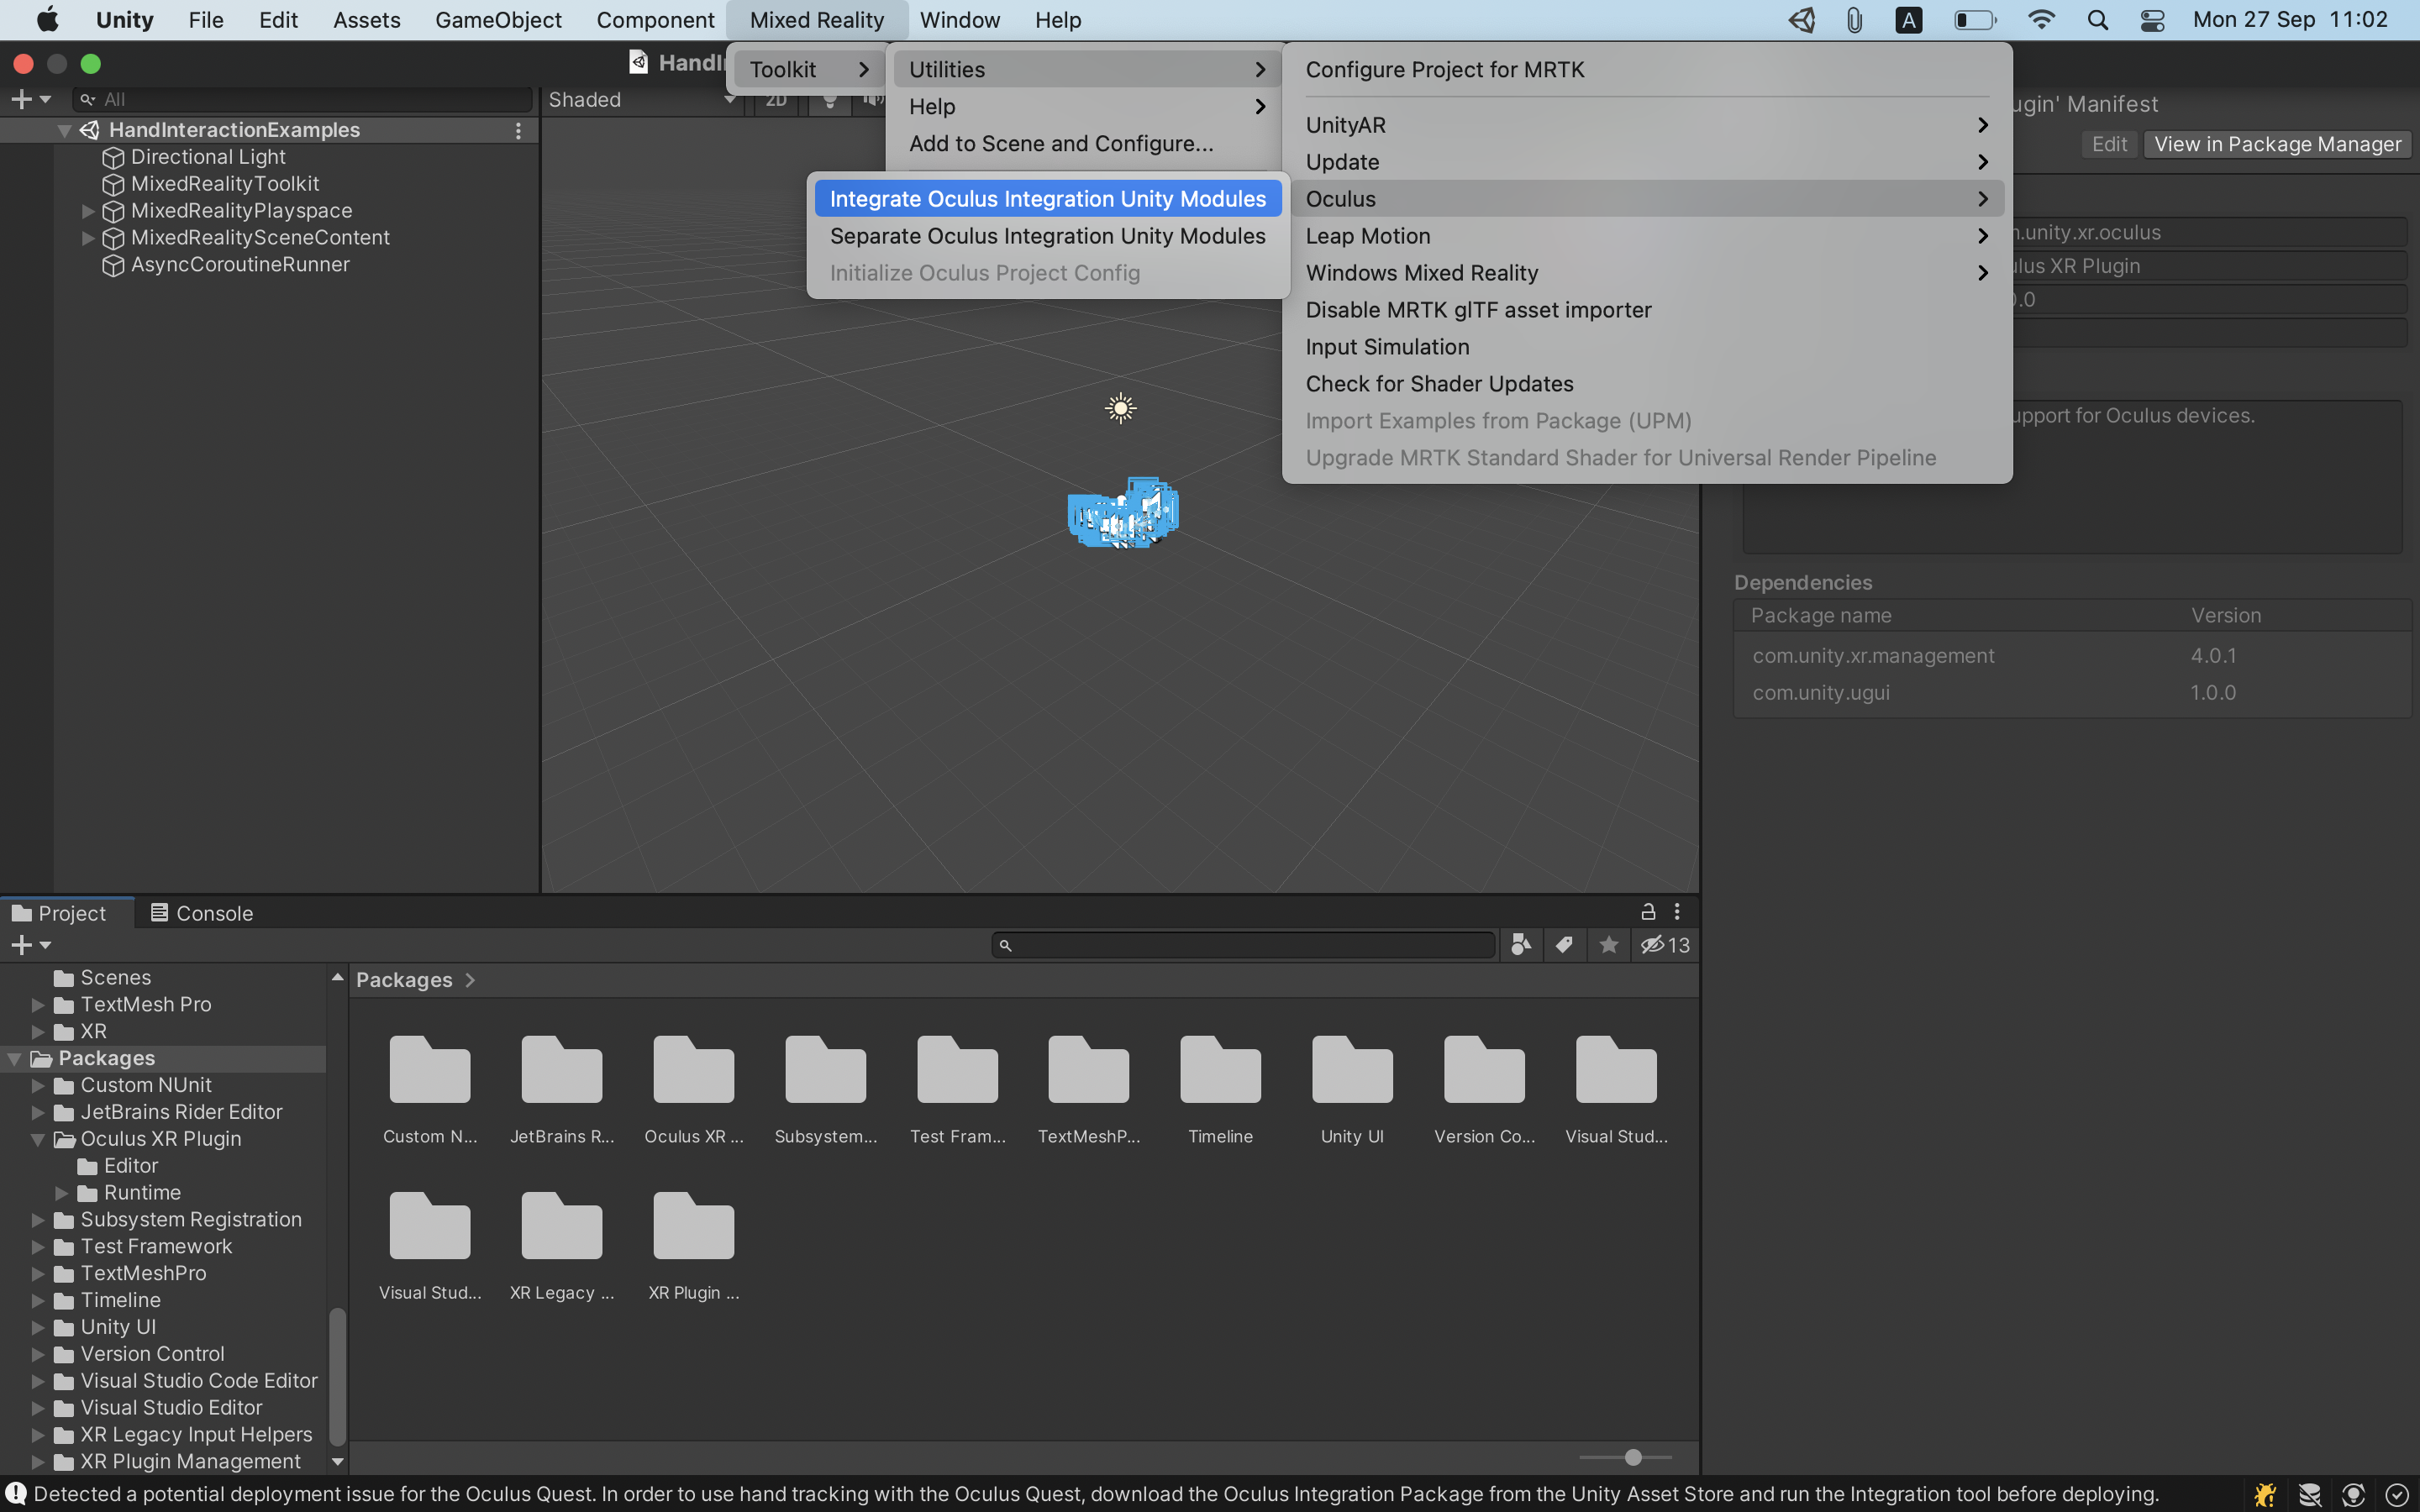 Unity File Edit Assets GameObject Component Mixed Reality Window Help A Mon 27 Sep 11:02
Toolkit
Utilities
Help
Add to Scene and Configure...
Configure Project for MRTK
UnityAR
Update
Oculus
Leap Motion
Windows Mixed Reality
Disable MRTK glTF asset importer
Input Simulation
Check for Shader Updates
Import Examples from Package (UPM)
Upgrade MRTK Standard Shader for Universal Render Pipeline
Integrate Oculus Integration Unity Modules
Separate Oculus Integration Unity Modules
Initialize Oculus Project Config
All
Shaded 2D
HandInteractionExamples
Directional Light
MixedRealityToolkit
MixedRealityPlayspace
MixedRealitySceneContent
AsyncCoroutineRunner
Manifest
Edit View in Package Manager
.unity.xr.oculus
XR Plugin
.0
for Oculus devices.
Dependencies
Package name Version
com.unity.xr.management 4.0.1
com.unity.ugui 1.0.0
Project Console
13
Scenes
TextMesh Pro
XR
Packages
Custom NUnit
JetBrains Rider Editor
Oculus XR Plugin
Editor
Runtime
Subsystem Registration
Test Framework
TextMeshPro
Timeline
Unity UI
Version Control
Visual Studio Code Editor
Visual Studio Editor
XR Legacy Input Helpers
XR Plugin Management
Packages
Custom N... JetBrains R... Oculus XR ... Subsystem... Test Fram... TextMeshP... Timeline Unity UI Version Co... Visual Stud...
Visual Stud... XR Legacy ... XR Plugin ...
Detected a potential deployment issue for the Oculus Quest. In order to use hand tracking with the Oculus Quest, download the Oculus Integration Package from the Unity Asset Store and run the Integration tool before deploying.